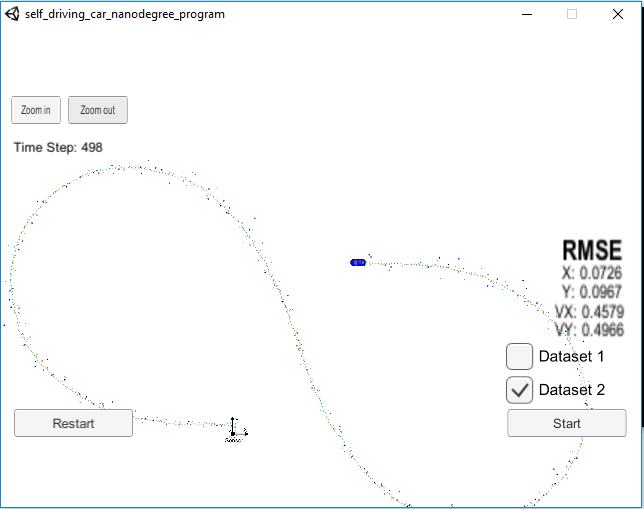 self_driving_car_nanodegree_program
Zoom in
Zoom out
Time Step: 498
RMSE
X: 0.0726
Y: 0.0967
VX: 0.4579
VY: 0.4966
Dataset 1
Dataset 2
Restart
Start
Sensor